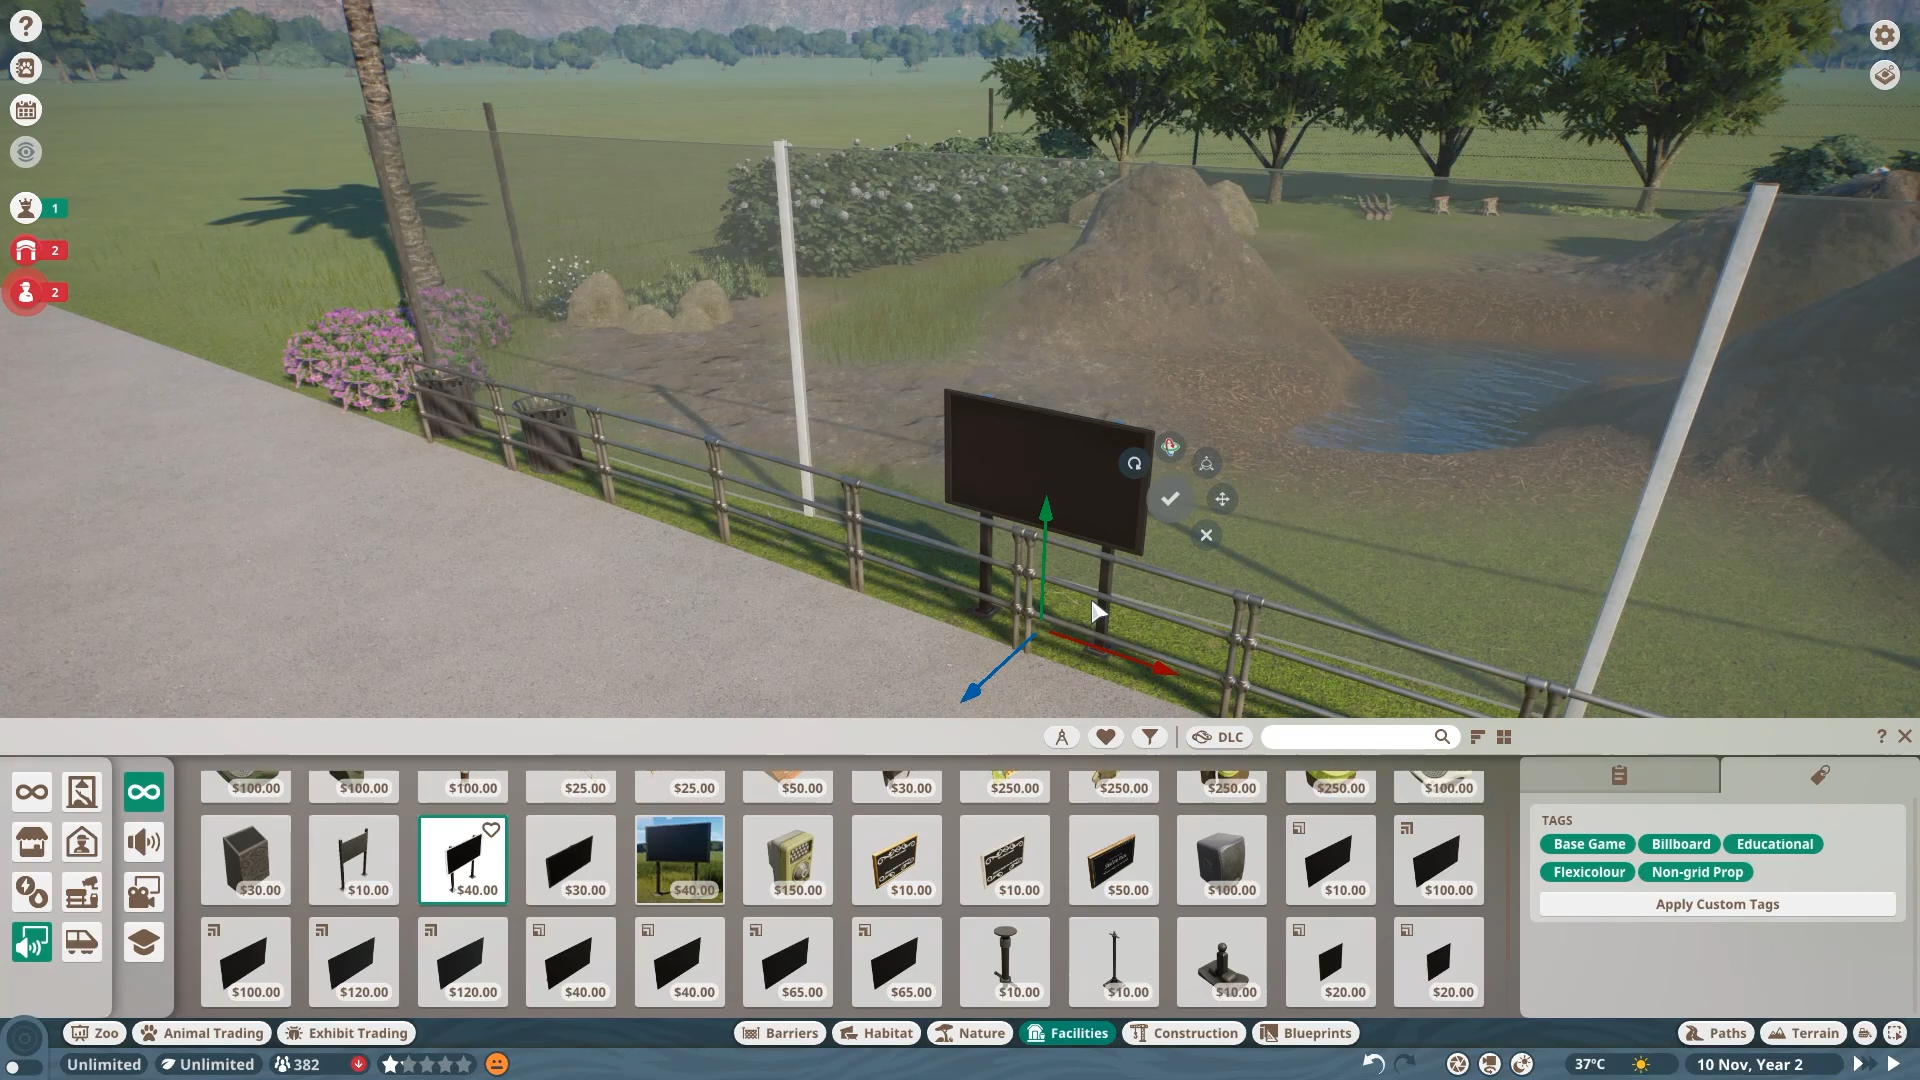 ?
1
2
2
DLC
?
$100.00 $100.00 $100.00 $25.00 $25.00 $50.00 $30.00 $250.00 $250.00 $250.00 $250.00 $100.00
$30.00 $10.00 $40.00 $30.00 $40.00 $150.00 $10.00 $10.00 $50.00 $100.00 $10.00 $100.00
$100.00 $120.00 $120.00 $40.00 $40.00 $65.00 $65.00 $10.00 $10.00 $10.00 $20.00 $20.00
TAGS
Base Game Billboard Educational
Flexicolour Non-grid Prop
Apply Custom Tags
Zoo Animal Trading Exhibit Trading Barriers Habitat Nature Facilities Construction Blueprints Paths Terrain
Unlimited Unlimited 382 37°C 10 Nov, Year 2